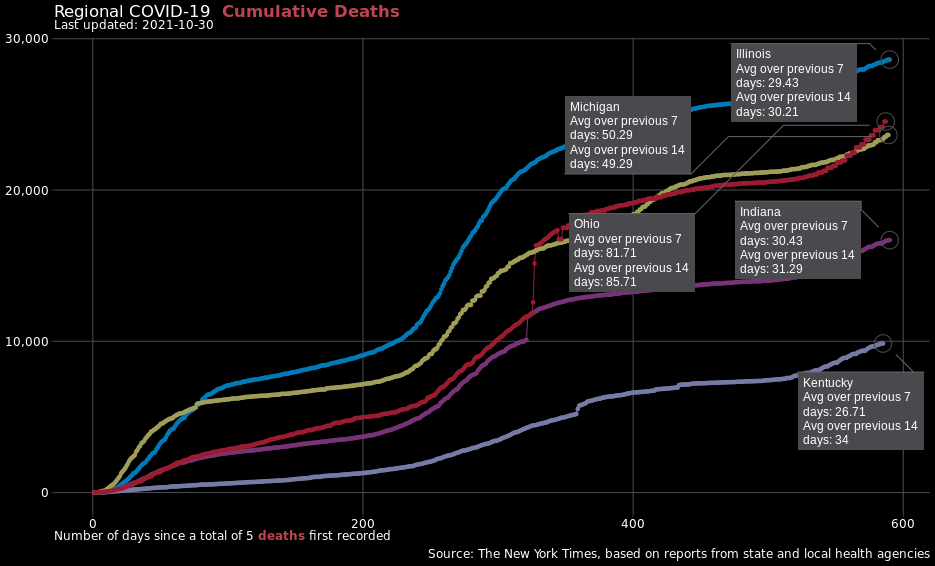 Regional COVID-19 Cumulative Deaths
Last updated: 2021-10-30
30,000
20,000
10,000
0
Illinois
Avg over previous 7
days: 29.43
Avg over previous 14
days: 30.21
Michigan
Avg over previous 7
days: 50.29
Avg over previous 14
days: 49.29
Ohio
Avg over previous 7
days: 81.71
Avg over previous 14
days: 85.71
Indiana
Avg over previous 7
days: 30.43
Avg over previous 14
days: 31.29
Kentucky
Avg over previous 7
days: 26.71
Avg over previous 14
days: 34
0 200 400 600
Number of days since a total of 5 deaths first recorded
Source: The New York Times, based on reports from state and local health agencies